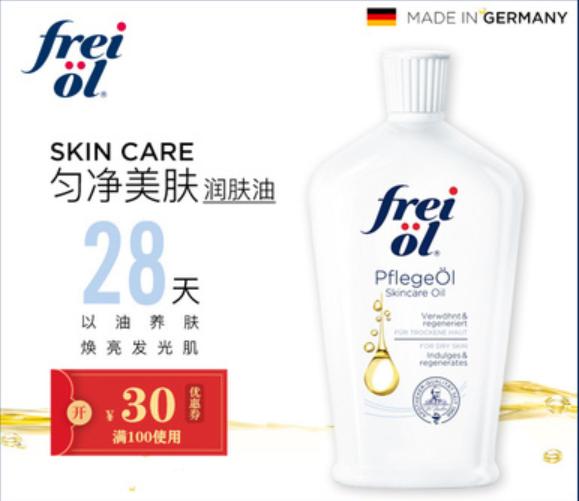 MADE IN GERMANY
frei
öl®
SKIN CARE
匀净美肤 润肤油
28天
以油养肤
焕亮发光肌
开
¥30
优惠券
满100使用
frei
öl®
PflegeÖl
Skincare Oil
Verwöhnt &
regeneriert
FÜR TROCKENE HAUT
FOR DRY SKIN
Indulges &
regenerates